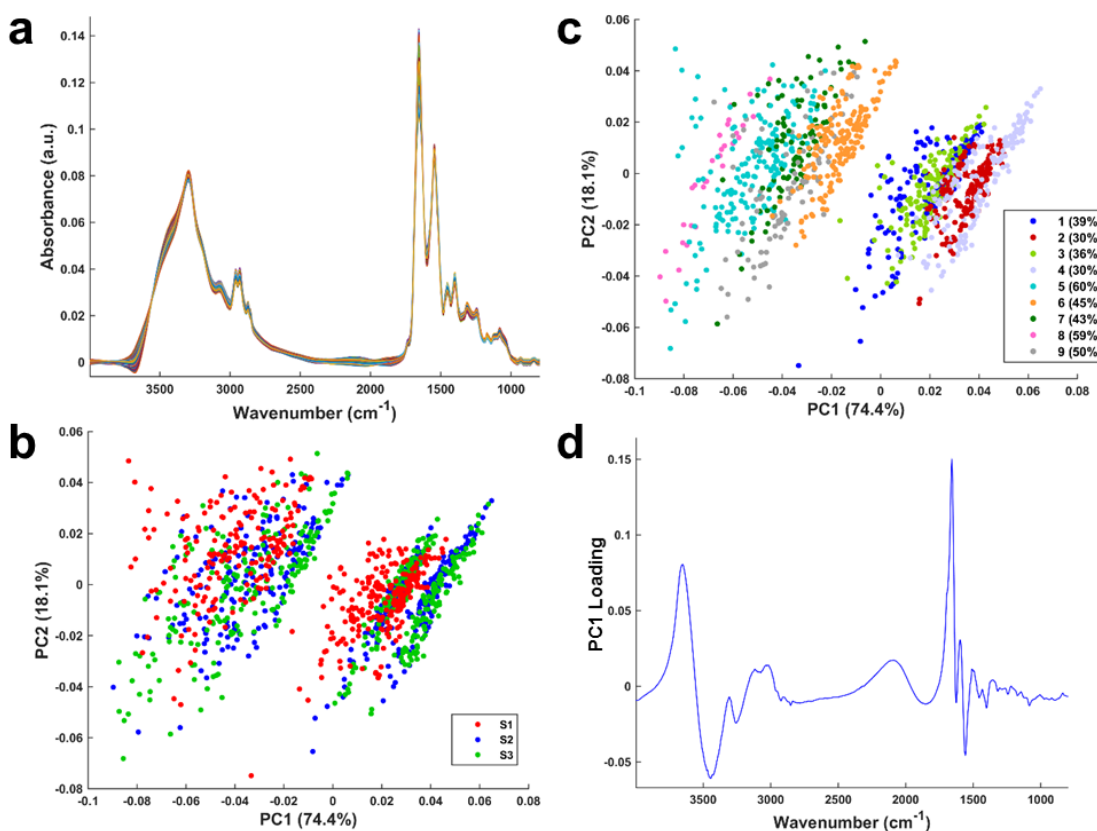 a
Absorbance (a.u.)
0.14
0.12
0.1
0.08
0.06
0.04
0.02
0
3500 3000 2500 2000 1500 1000
Wavenumber (cm-1)
b
PC2 (18.1%)
0.06
0.04
0.02
0
-0.02
-0.04
-0.06
-0.08
-0.1 -0.08 -0.06 -0.04 -0.02 0 0.02 0.04 0.06 0.08
PC1 (74.4%)
S1
S2
S3
c
PC2 (18.1%)
0.06
0.04
0.02
0
-0.02
-0.04
-0.06
-0.08
-0.1 -0.08 -0.06 -0.04 -0.02 0 0.02 0.04 0.06 0.08
PC1 (74.4%)
1 (39%
2 (30%
3 (36%
4 (30%
5 (60%
6 (45%
7 (43%
8 (59%
9 (50%
d
PC1 Loading
0.15
0.1
0.05
0
-0.05
3500 3000 2500 2000 1500 1000
Wavenumber (cm-1)